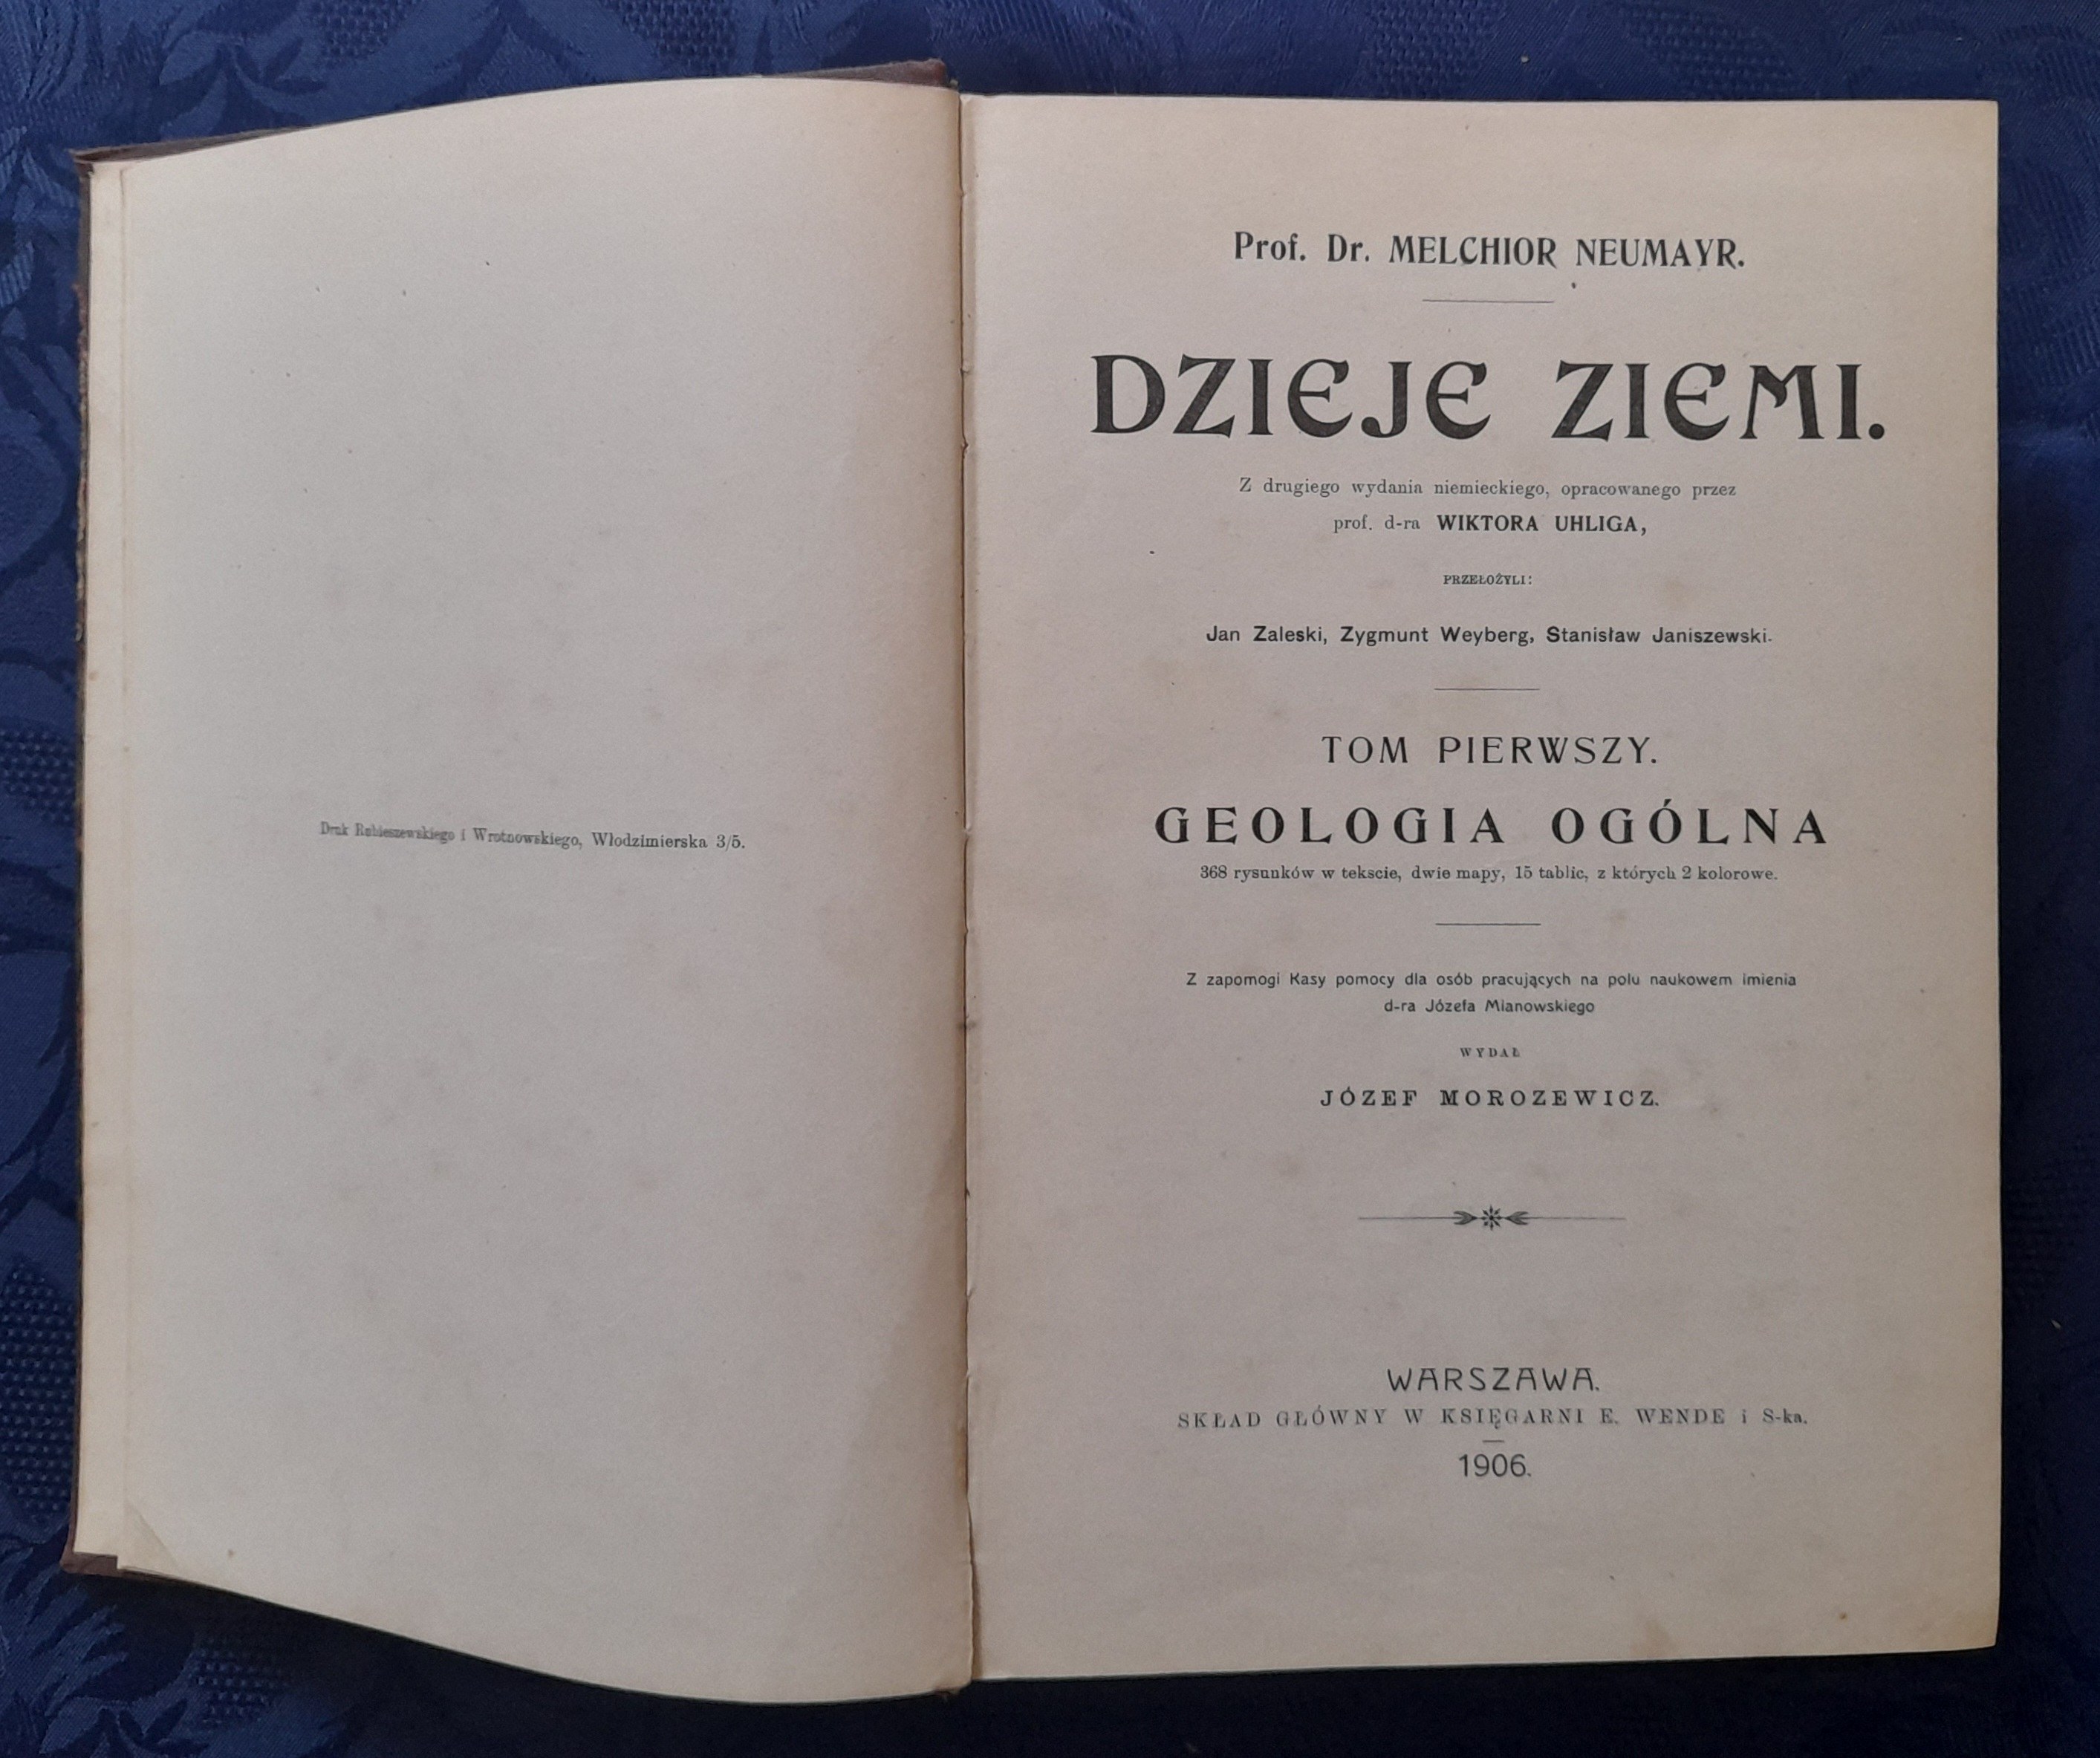 Druk Rubieszewskiego i Wrotnowskiego, Włodzimierska 3/5.
Prof. Dr. MELCHIOR NEUMAYR.
DZIEJE ZIEMI.
Z drugiego wydania niemieckiego, opracowanego przez
prof. d-ra WIKTORA UHLIGA,
PRZEŁOŻYLI:
Jan Zaleski, Zygmunt Weyberg, Stanisław Janiszewski.
TOM PIERWSZY.
GEOLOGIA OGÓLNA
368 rysunków w tekscie, dwie mapy, 15 tablic, z których 2 kolorowe.
Z zapomogi Kasy pomocy dla osób pracujących na polu naukowem imienia
d-ra Józefa Mianowskiego
WYDAŁ
JÓZEF MOROZEWICZ.
WARSZAWA.
SKŁAD GŁÓWNY W KSIĘGARNI E. WENDE i S-ka.
1906.